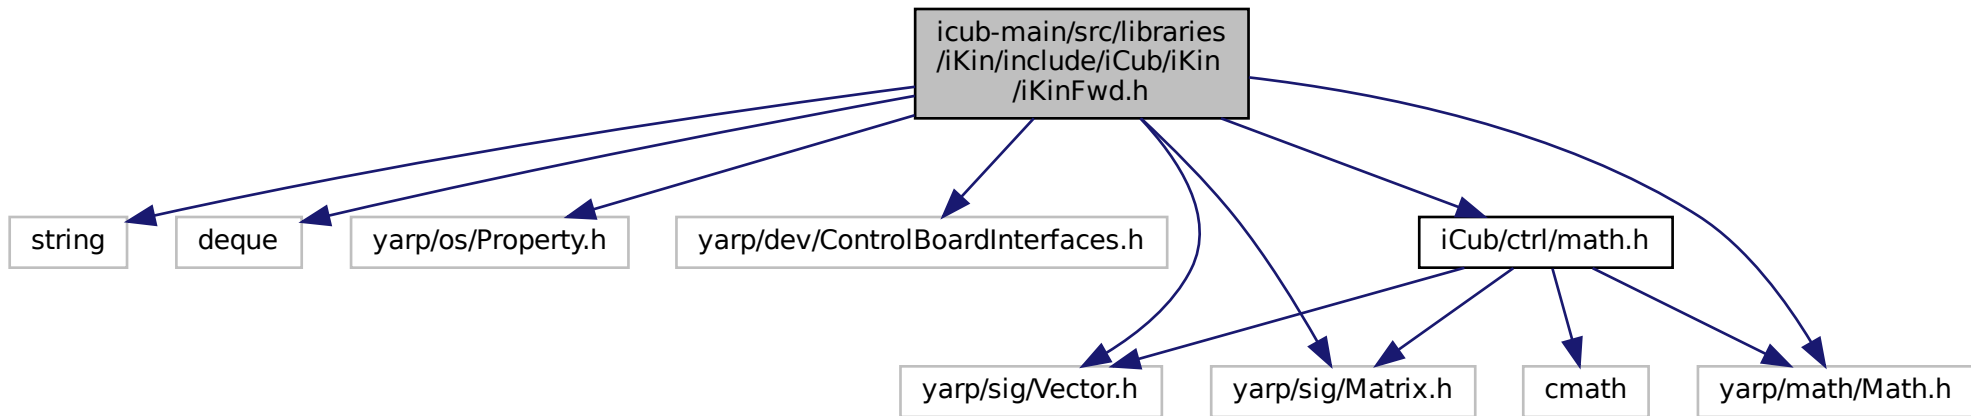 icub-main/src/libraries
/iKin/include/iCub/iKin
/iKinFwd.h
string
deque
yarp/os/Property.h
yarp/dev/ControlBoardInterfaces.h
iCub/ctrl/math.h
yarp/sig/Vector.h
yarp/sig/Matrix.h
cmath
yarp/math/Math.h